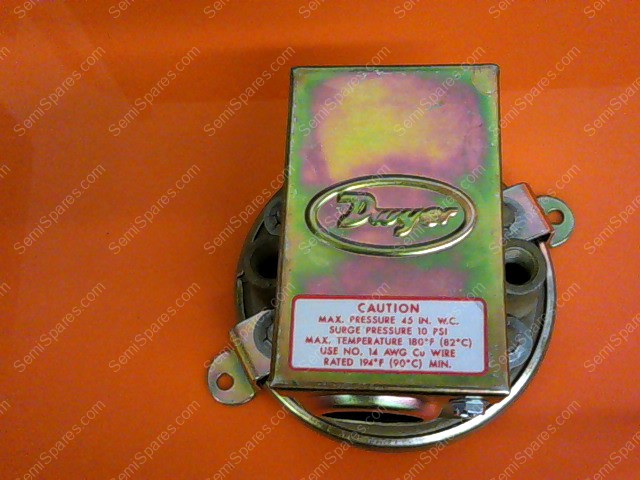 Dwyer
CAUTION
MAX. PRESSURE 45 IN. W.C.
SURGE PRESSURE 10 PSI
MAX. TEMPERATURE 180°F (82°C)
USE NO. 14 AWG Cu WIRE
RATED 194°F (90°C) MIN.
SemiSpares.com